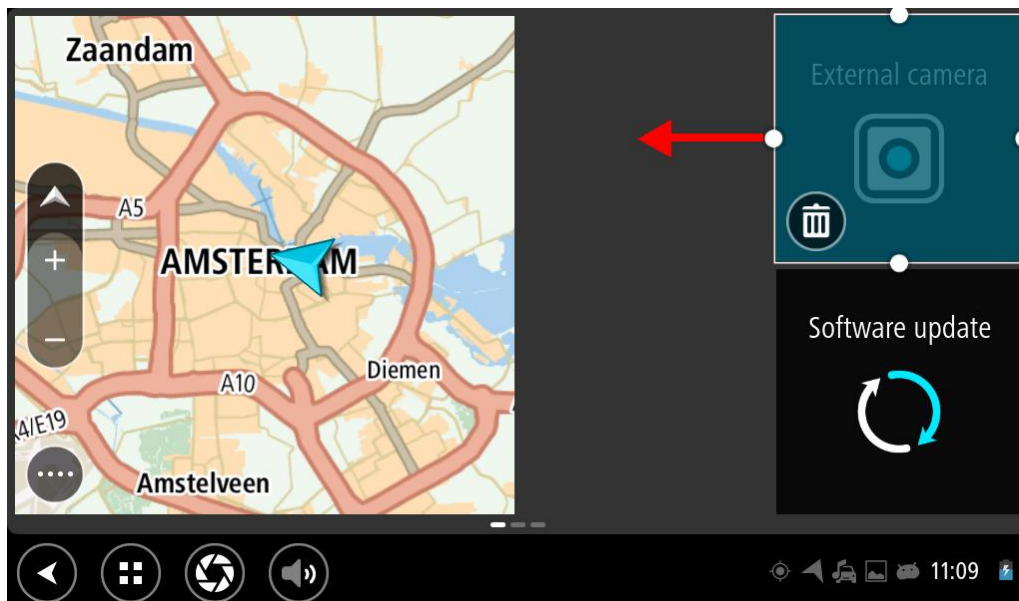 Zaandam
External camera
A5
AMSTERDAM
Software update
Diemen
A10
A4/E19
Amstelveen
11:09